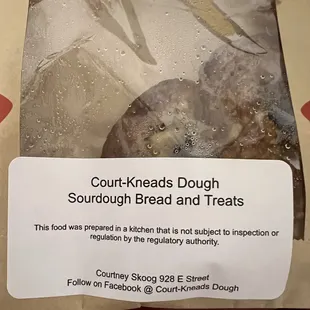 Court-Kneads Dough
Sourdough Bread and Treats
This food was prepared in a kitchen that is not subject to inspection or
regulation by the regulatory authority.
Courtney Skoog 928 E Street
Follow on Facebook @ Court-Kneads Dough